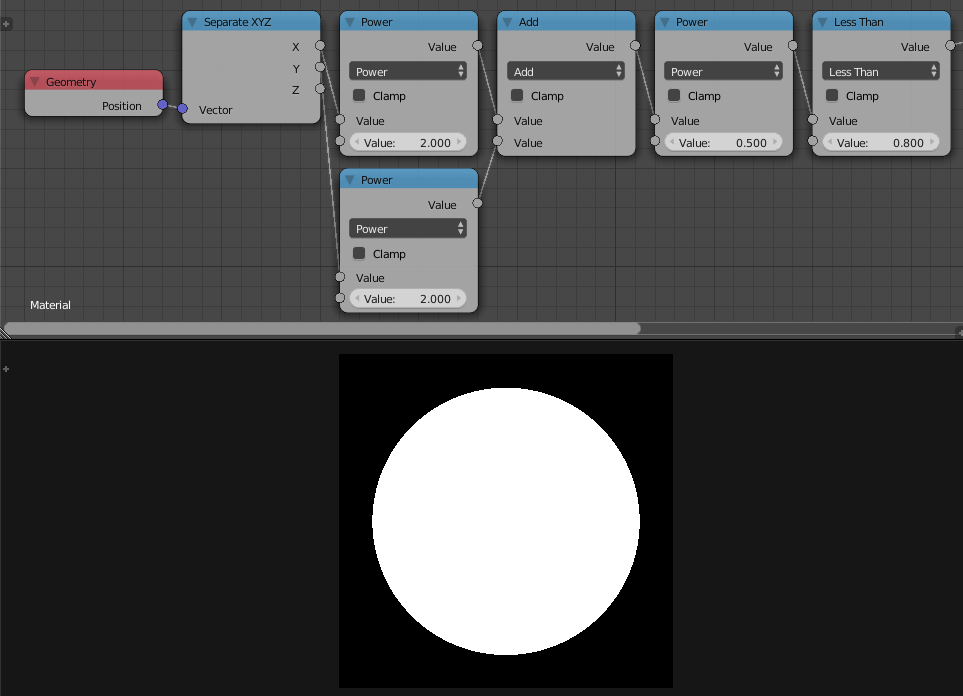 Geometry
Position
Separate XYZ
X
Y
Z
Vector
Power
Value
Power
Clamp
Value
Value: 2.000
Power
Value
Power
Clamp
Value
Value: 2.000
Add
Value
Add
Clamp
Value
Value
Power
Value
Power
Clamp
Value
Value: 0.500
Less Than
Value
Less Than
Clamp
Value
Value: 0.800
Material